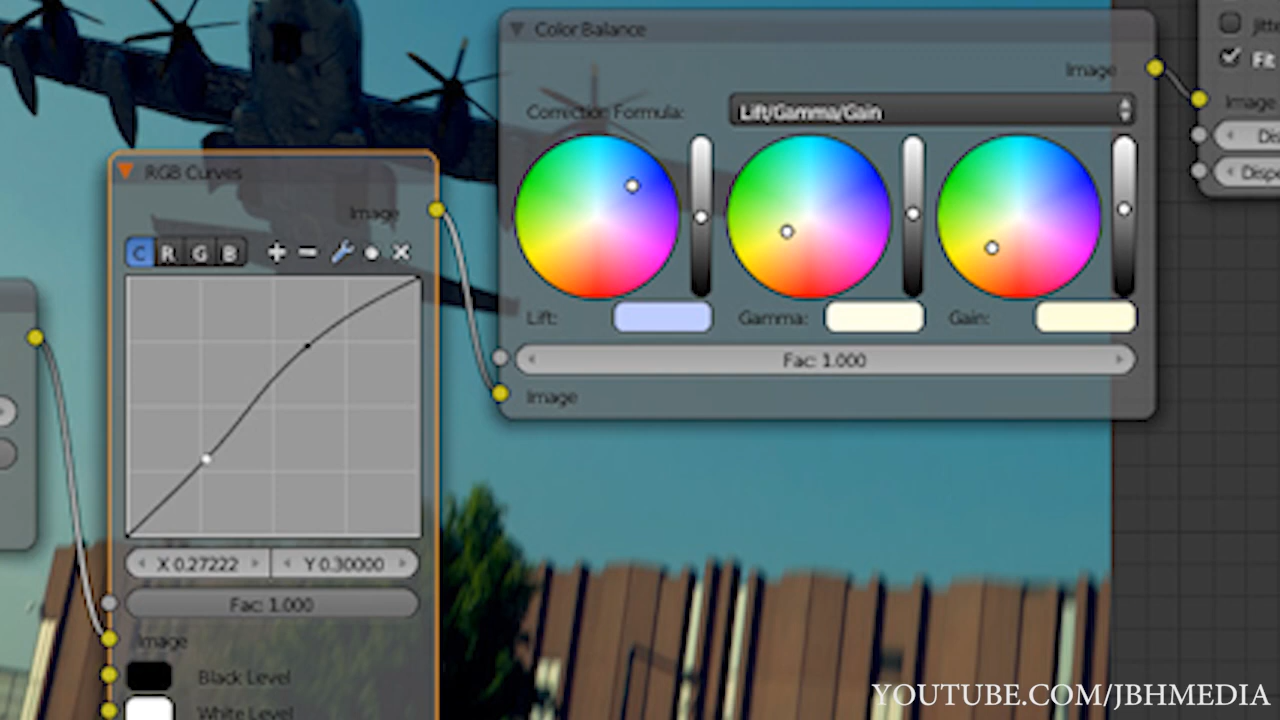 Color Balance
Image
Correction Formula: Lift/Gamma/Gain
Lift: Gamma: Gain:
Fac: 1.000
Image
RGB Curves
Image
C R G B
X 0.27222 Y 0.30000
Fac: 1.000
Image
Black Level
White Level
Fit
Image
YOUTUBE.COM/JBHMEDIA